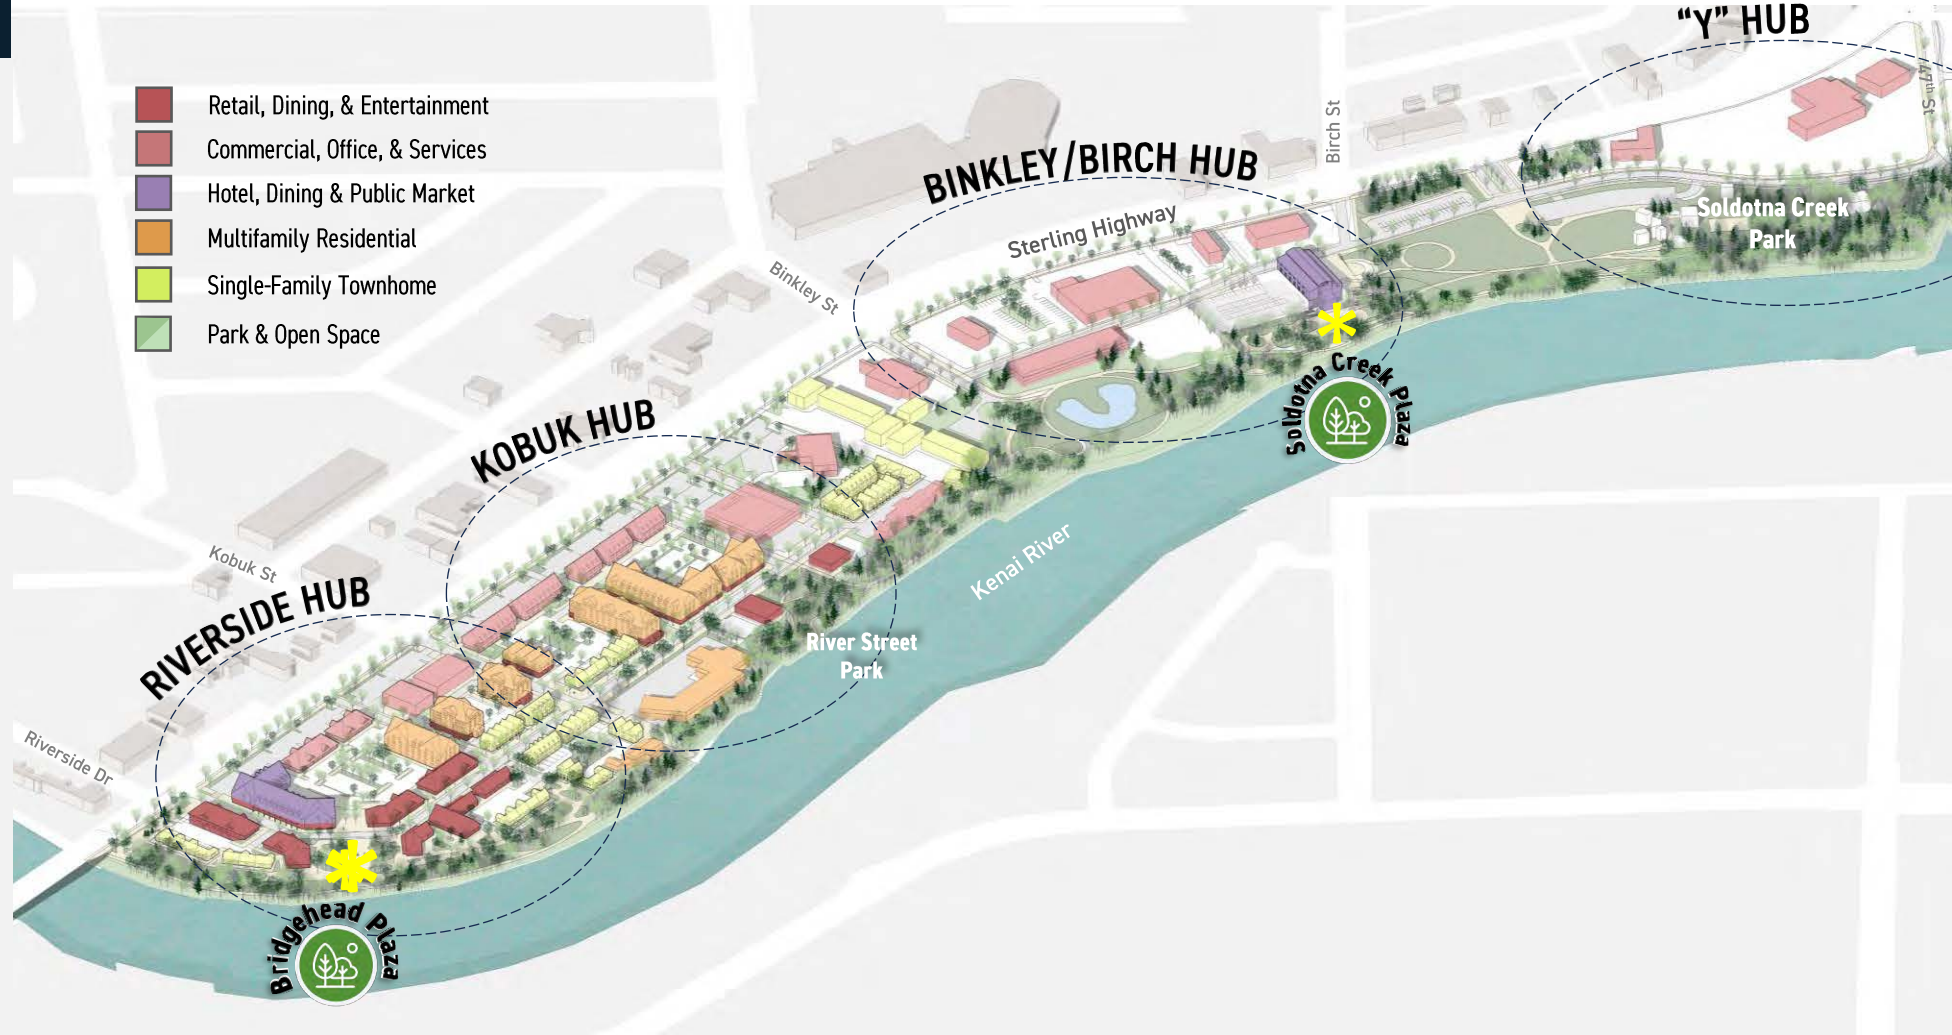 “Y” HUB
47th St
Retail, Dining, & Entertainment
Commercial, Office, & Services
Hotel, Dining & Public Market
Multifamily Residential
Single-Family Townhome
Park & Open Space
Birch St
BINKLEY/BIRCH HUB
Sterling Highway
Soldotna Creek
Park
Binkley St
Soldotna Creek Plaza
KOBUK HUB
Kobuk St
Kenai River
RIVERSIDE HUB
River Street
Park
Riverside Dr
Bridgehead Plaza